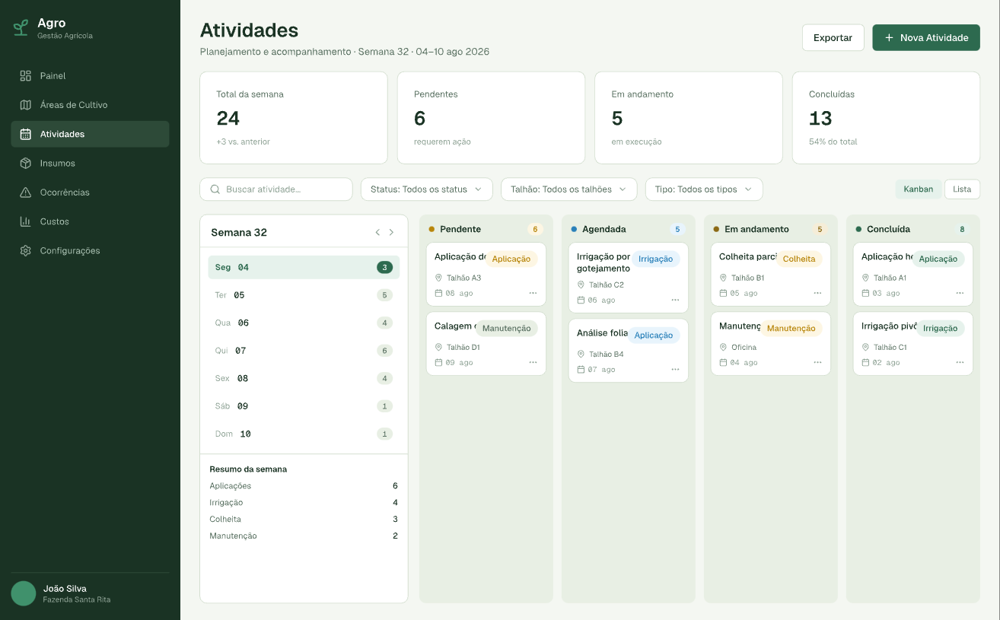 Agro
Gestão Agrícola
Painel
Áreas de Cultivo
Atividades
Insumos
Ocorrências
Custos
Configurações
João Silva
Fazenda Santa Rita
Atividades
Planejamento e acompanhamento · Semana 32 · 04–10 ago 2026
Exportar
+ Nova Atividade
Total da semana
24
+3 vs. anterior
Pendentes
6
requerem ação
Em andamento
5
em execução
Concluídas
13
54% do total
Buscar atividade...
Status: Todos os status
Talhão: Todos os talhões
Tipo: Todos os tipos
Kanban
Lista
Semana 32
Seg 04 3
Ter 05 5
Qua 06 4
Qui 07 6
Sex 08 4
Sáb 09 1
Dom 10 1
Resumo da semana
Aplicações 6
Irrigação 4
Colheita 3
Manutenção 2
Pendente 6
Aplicação de Aplicação
Talhão A3
08 ago
Calagem Manutenção
Talhão D1
09 ago
Agendada 5
Irrigação por Irrigação
gotejamento
Talhão C2
06 ago
Análise folia Aplicação
Talhão B4
07 ago
Em andamento 5
Colheita parci Colheita
Talhão B1
05 ago
Manutenç Manutenção
Oficina
04 ago
Concluída 8
Aplicação he Aplicação
Talhão A1
03 ago
Irrigação pivô Irrigação
Talhão C1
02 ago